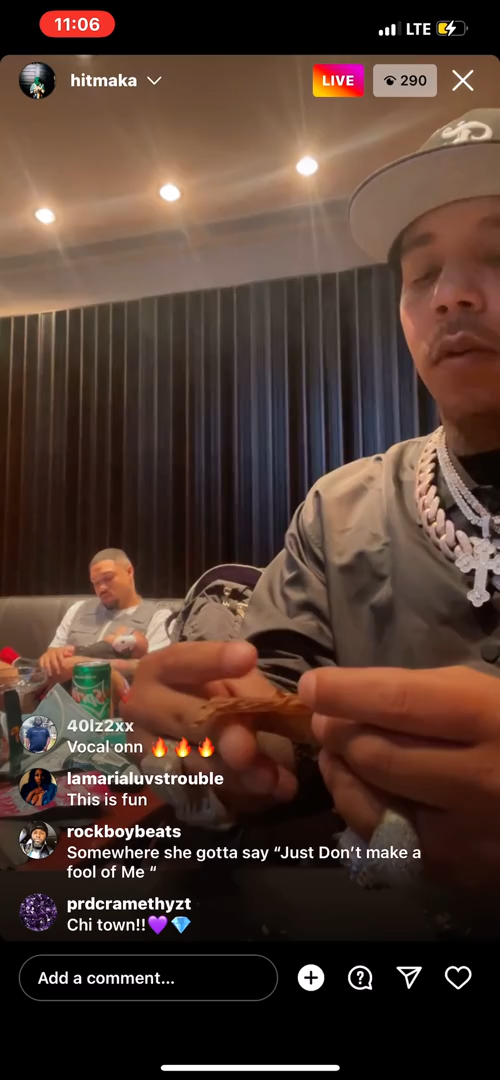 11:06
LTE
hitmaka
LIVE
290
40lz2xx
Vocal onn 🔥🔥🔥
lamarialuvstrouble
This is fun
rockboybeats
Somewhere she gotta say “Just Don’t make a
fool of Me “
prdcramethyzt
Chi town!!💜💎
Add a comment...